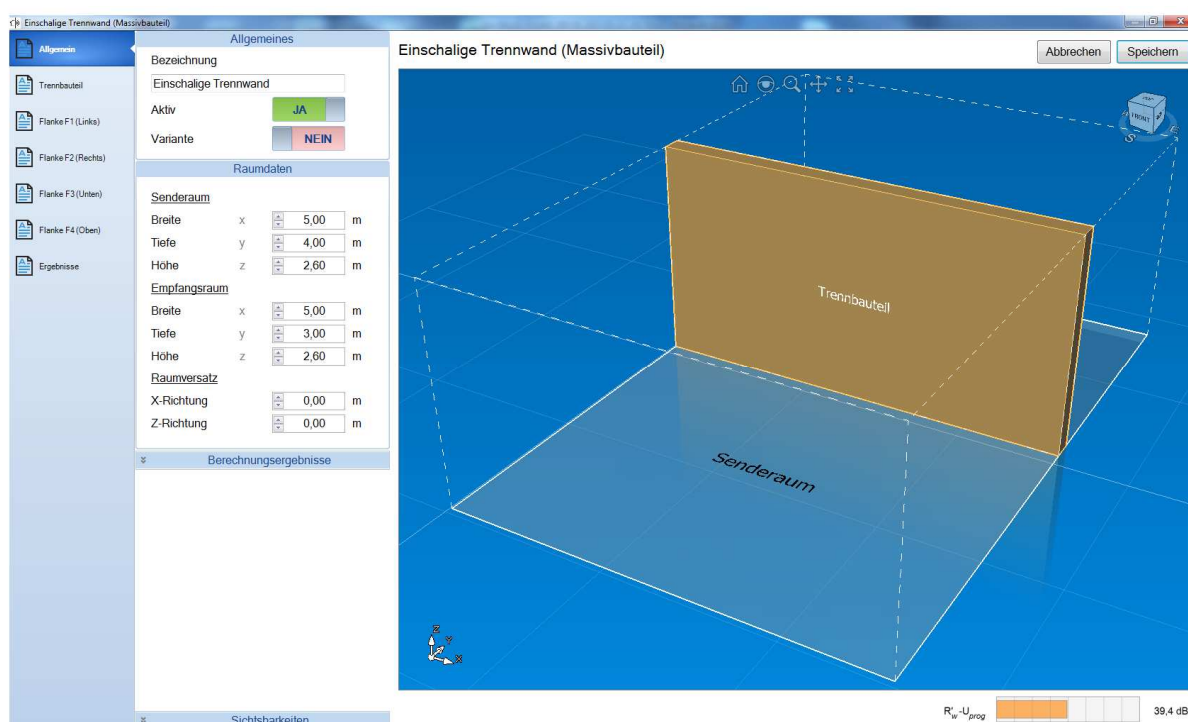 Einschalige Trennwand (Massivbauteil)
Allgemein
Trennbauteil
Flanke F1 (Links)
Flanke F2 (Rechts)
Flanke F3 (Unten)
Flanke F4 (Oben)
Ergebnisse
Allgemeines
Bezeichnung
Einschalige Trennwand
Aktiv JA
Variante NEIN
Raumdaten
Senderaum
Breite x 5,00 m
Tiefe y 4,00 m
Höhe z 2,60 m
Empfangsraum
Breite x 5,00 m
Tiefe y 3,00 m
Höhe z 2,60 m
Raumversatz
X-Richtung 0,00 m
Z-Richtung 0,00 m
Berechnungsergebnisse
Sichtsbarkeiten
Einschalige Trennwand (Massivbauteil)
Abbrechen Speichern
FRONT
S
E
Trennbauteil
Senderaum
Z
Y
X
R'w-Uprog 39,4 dB